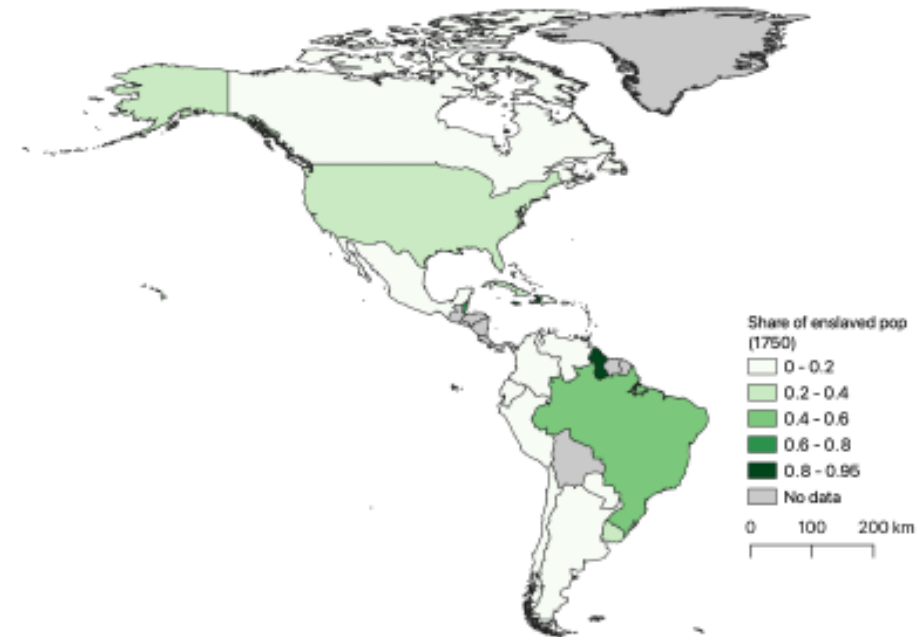 Share of enslaved pop
(1750)
0 - 0.2
0.2 - 0.4
0.4 - 0.6
0.6 - 0.8
0.8 - 0.95
No data
0 100 200 km